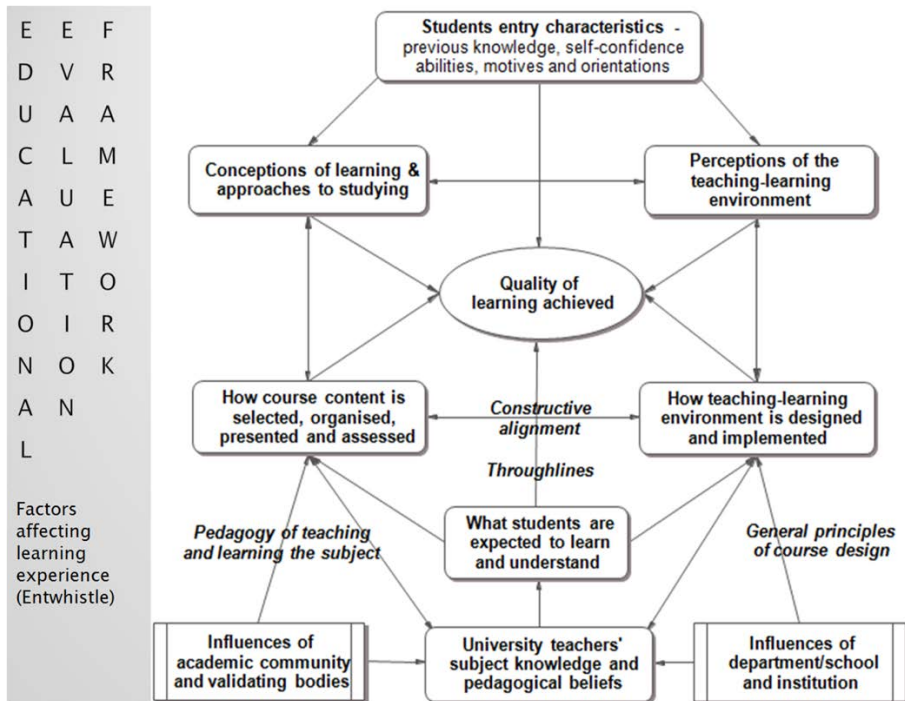 EDUCATIONAL
EVALUATION
FRAMEWORK
Factors
affecting
learning
experience
(Entwhistle)
Students entry characteristics -
previous knowledge, self-confidence
abilities, motives and orientations
Conceptions of learning &
approaches to studying
Perceptions of the
teaching-learning
environment
Quality of
learning achieved
How course content is
selected, organised,
presented and assessed
Constructive
alignment
How teaching-learning
environment is designed
and implemented
Throughlines
Pedagogy of teaching
and learning the subject
What students are
expected to learn
and understand
General principles
of course design
Influences of
academic community
and validating bodies
University teachers'
subject knowledge and
pedagogical beliefs
Influences of
department/school
and institution